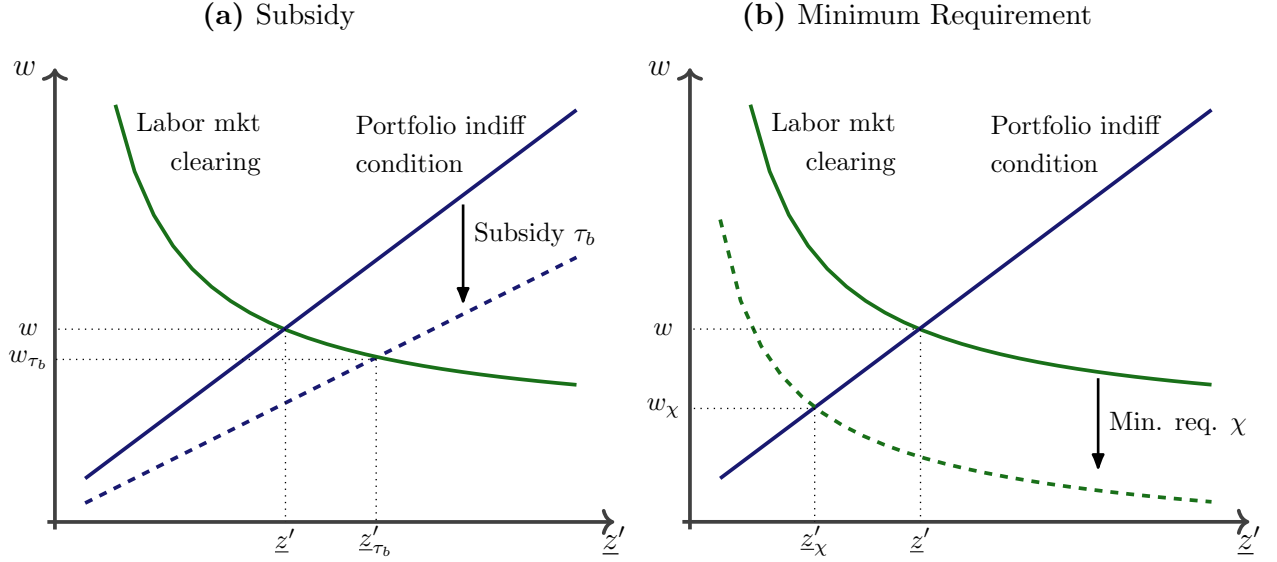 (a) Subsidy
w
Labor mkt
clearing
Portfolio indiff
condition
Subsidy τ_b
w
w_{τ_b}
z̲′
z̲′_{τ_b}
z̲′
(b) Minimum Requirement
w
Labor mkt
clearing
Portfolio indiff
condition
w
w_χ
Min. req. χ
z̲′_χ
z̲′
z̲′